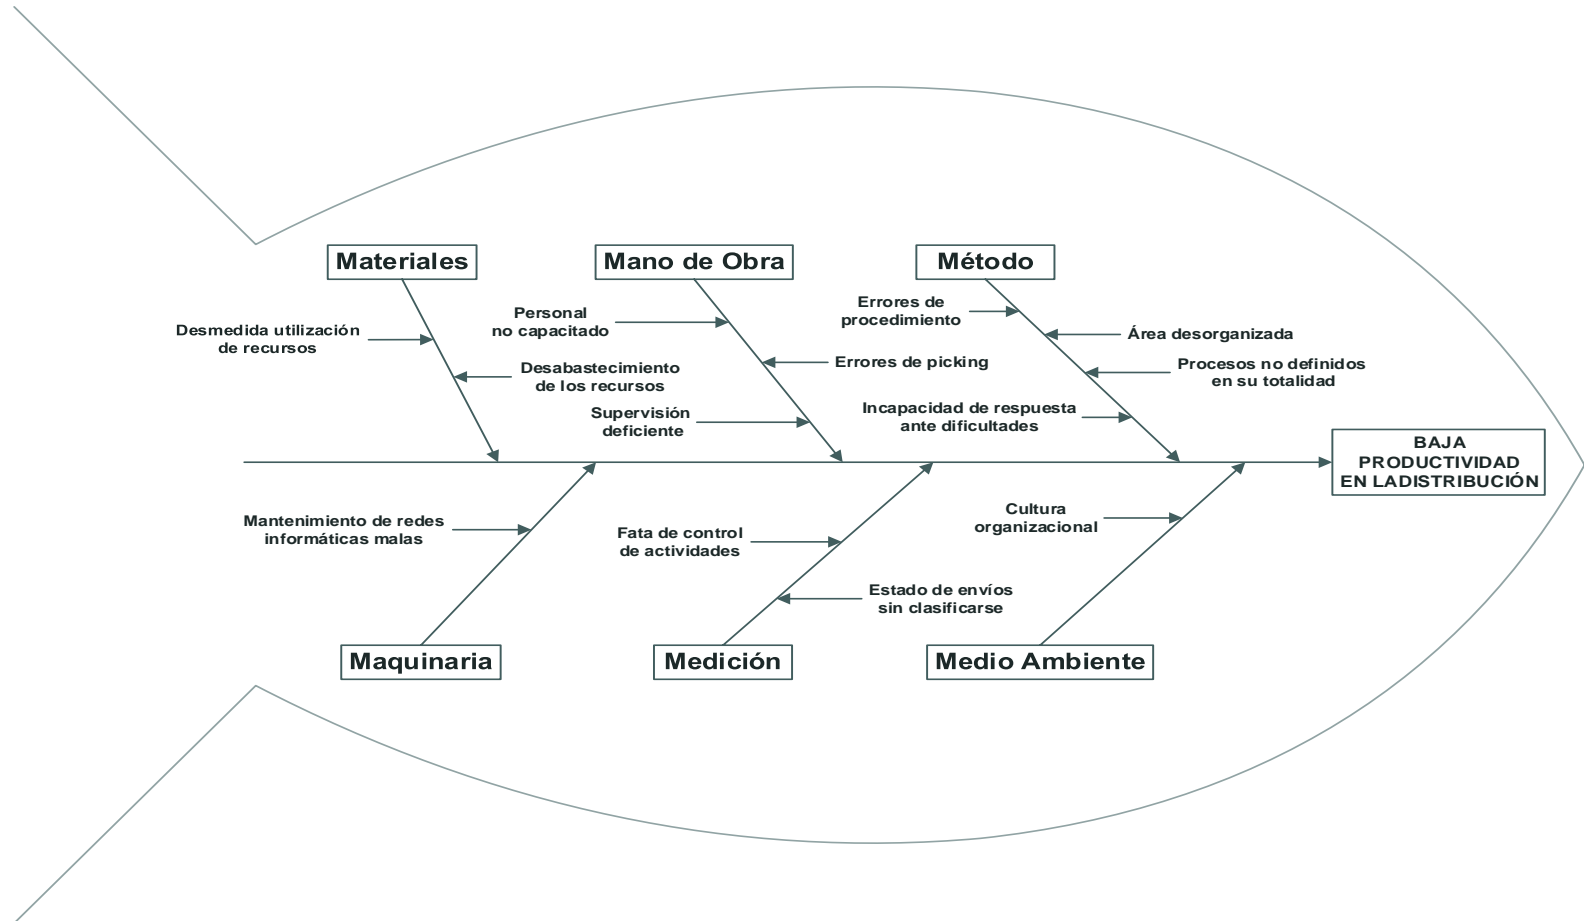 Materiales
Mano de Obra
Método
Desmedida utilización
de recursos
Desabastecimiento
de los recursos
Personal
no capacitado
Errores de picking
Supervisión
deficiente
Errores de
procedimiento
Área desorganizada
Procesos no definidos
en su totalidad
Incapacidad de respuesta
ante dificultades
BAJA
PRODUCTIVIDAD
EN LADISTRIBUCIÓN
Mantenimiento de redes
informáticas malas
Fata de control
de actividades
Estado de envíos
sin clasificarse
Cultura
organizacional
Maquinaria
Medición
Medio Ambiente